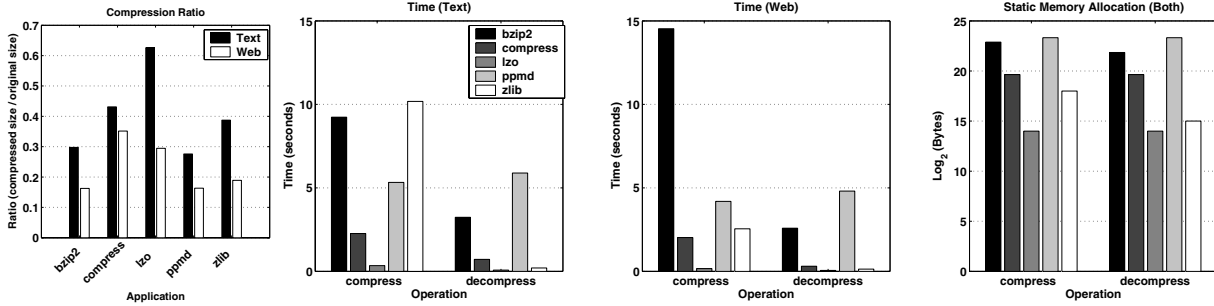 Compression Ratio
Ratio (compressed size / original size)
0.7
0.6
0.5
0.4
0.3
0.2
0.1
0
Text
Web
bzip2
compress
lzo
ppmd
zlib
Application
Time (Text)
Time (seconds)
15
10
5
0
bzip2
compress
lzo
ppmd
zlib
compress
decompress
Operation
Time (Web)
Time (seconds)
15
10
5
0
compress
decompress
Operation
Static Memory Allocation (Both)
Log2 (Bytes)
25
20
15
10
5
0
compress
decompress
Operation